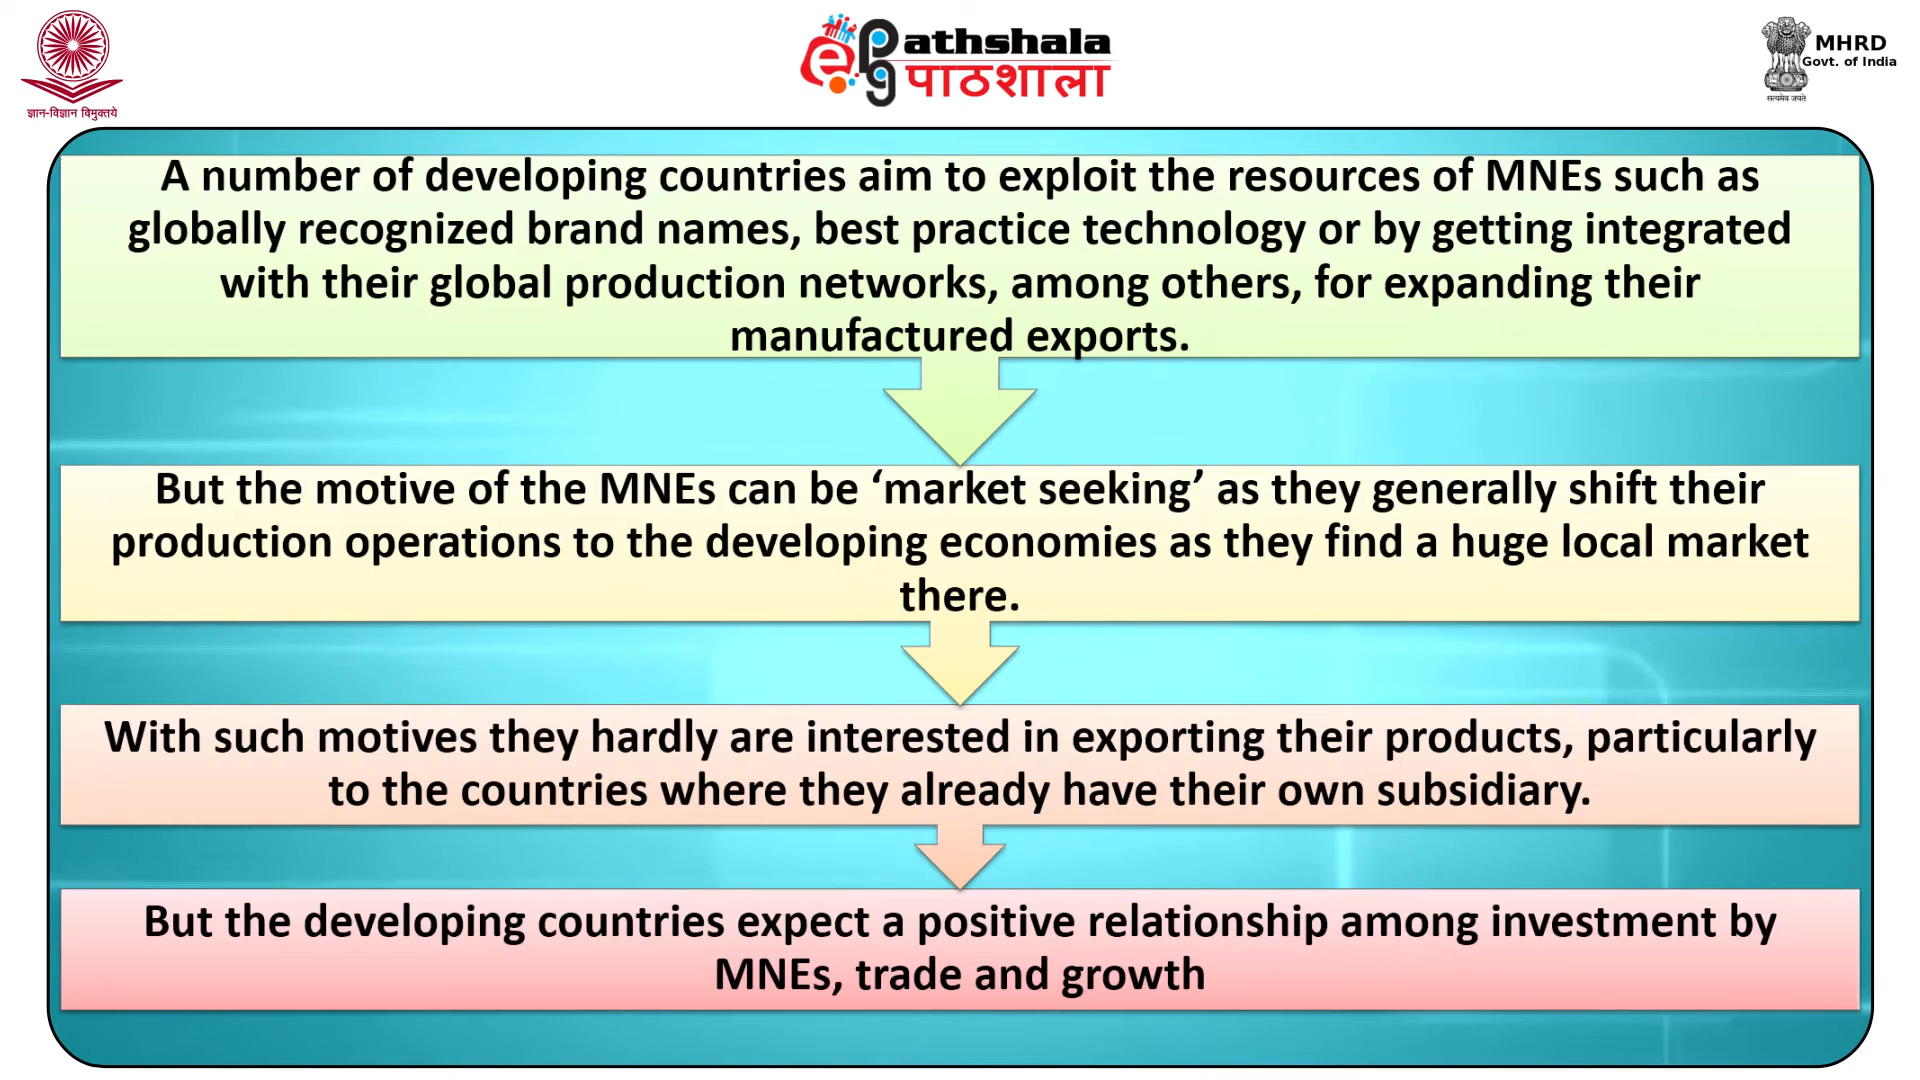 ज्ञान-विज्ञान विमुक्तये
e PG athshala
पाठशाला
सत्यमेव जयते
MHRD
Govt. of India
A number of developing countries aim to exploit the resources of MNEs such as
globally recognized brand names, best practice technology or by getting integrated
with their global production networks, among others, for expanding their
manufactured exports.
But the motive of the MNEs can be ‘market seeking’ as they generally shift their
production operations to the developing economies as they find a huge local market
there.
With such motives they hardly are interested in exporting their products, particularly
to the countries where they already have their own subsidiary.
But the developing countries expect a positive relationship among investment by
MNEs, trade and growth